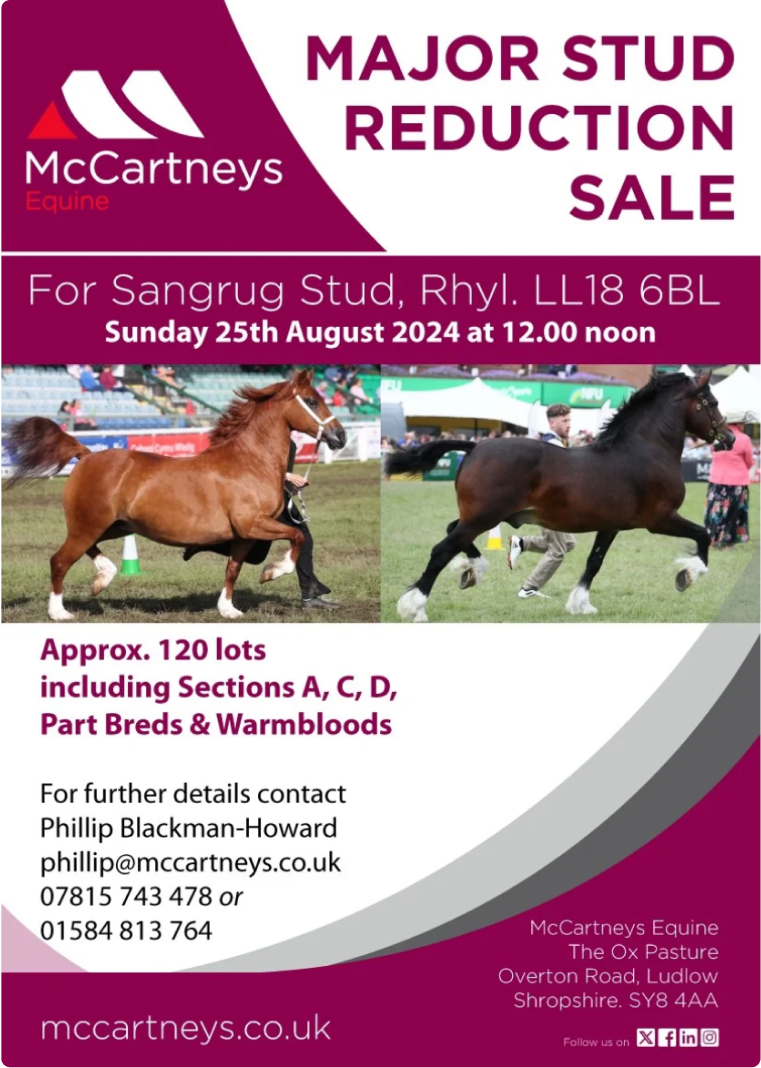 McCartneys
Equine
MAJOR STUD
REDUCTION
SALE
For Sangrug Stud, Rhyl. LL18 6BL
Sunday 25th August 2024 at 12.00 noon
Approx. 120 lots
including Sections A, C, D,
Part Breds & Warmbloods
For further details contact
Phillip Blackman-Howard
phillip@mccartneys.co.uk
07815 743 478 or
01584 813 764
McCartneys Equine
The Ox Pasture
Overton Road, Ludlow
Shropshire. SY8 4AA
mccartneys.co.uk
Follow us on